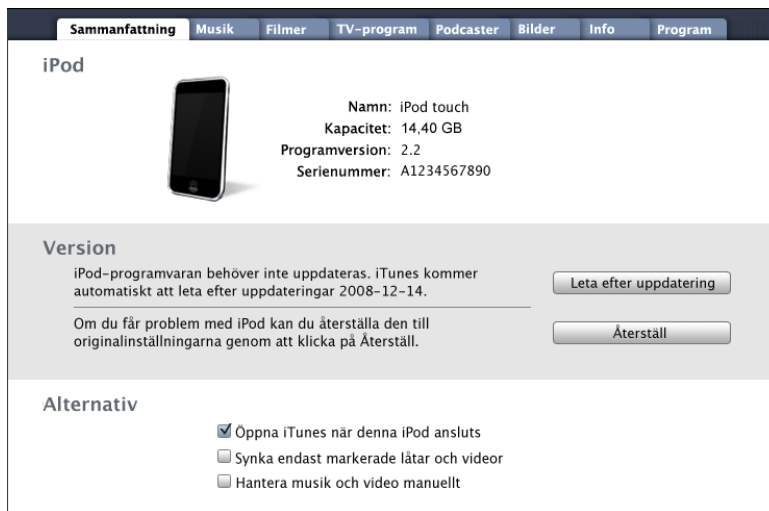 Sammanfattning Musik Filmer TV-program Podcaster Bilder Info Program
iPod
Namn: iPod touch
Kapacitet: 14,40 GB
Programversion: 2.2
Serienummer: A1234567890
Version
iPod-programvaran behöver inte uppdateras. iTunes kommer
automatiskt att leta efter uppdateringar 2008-12-14.
Leta efter uppdatering
Om du får problem med iPod kan du återställa den till
originalinställningarna genom att klicka på Återställ.
Återställ
Alternativ
Öppna iTunes när denna iPod ansluts
Synka endast markerade låtar och videor
Hantera musik och video manuellt